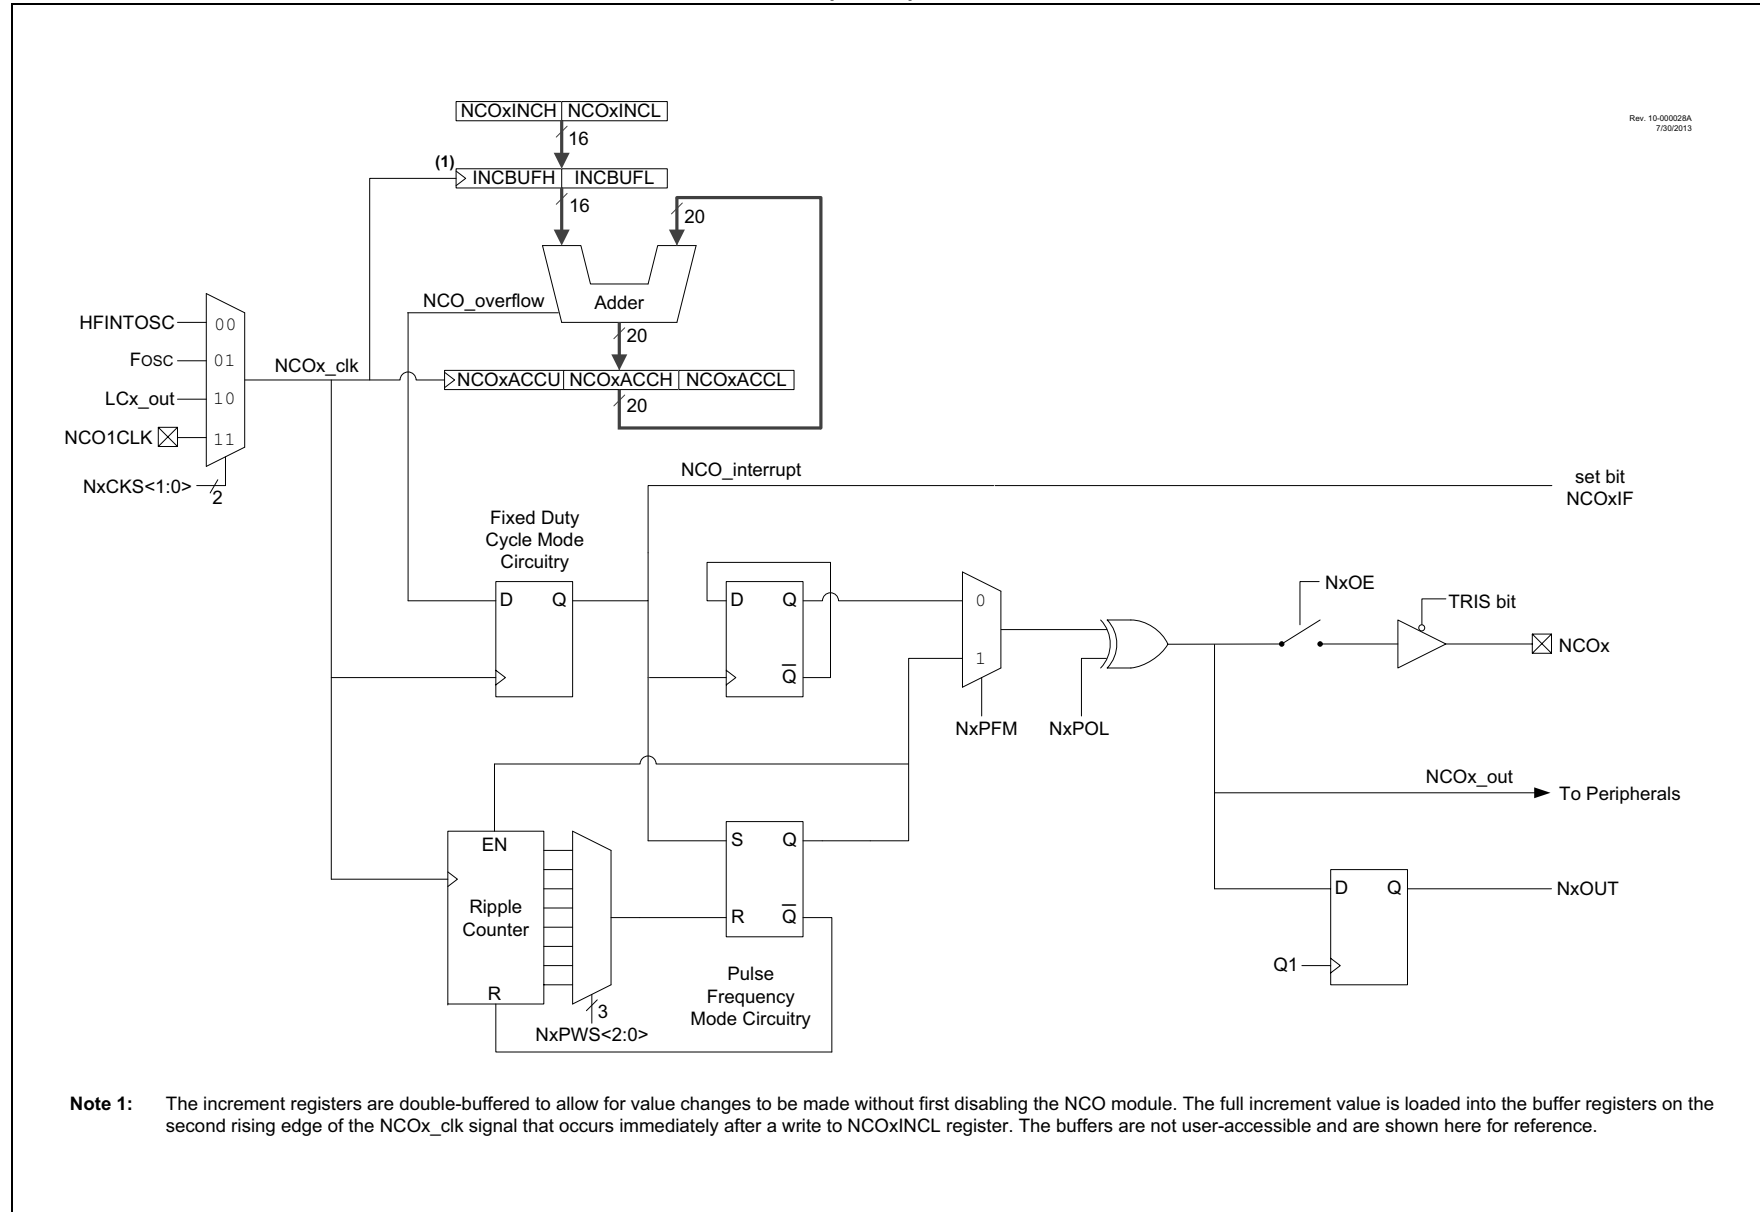 Rev. 10-000028A
7/30/2013
NCOxINCH NCOxINCL
16
(1)
INCBUFH INCBUFL
16
20
NCO_overflow
Adder
20
HFINTOSC 00
FOSC 01
LCx_out 10
NCO1CLK 11
NxCKS<1:0>
2
NCOx_clk
NCOxACCU NCOxACCH NCOxACCL
20
NCO_interrupt
set bit
NCOxIF
Fixed Duty
Cycle Mode
Circuitry
D Q
D Q
Q̅
0
1
NxPFM
NxPOL
NxOE
TRIS bit
NCOx
NCOx_out
To Peripherals
EN
Ripple
Counter
R
3
NxPWS<2:0>
S Q
R Q̅
Pulse
Frequency
Mode Circuitry
D Q
NxOUT
Q1
Note 1: The increment registers are double-buffered to allow for value changes to be made without first disabling the NCO module. The full increment value is loaded into the buffer registers on the
second rising edge of the NCOx_clk signal that occurs immediately after a write to NCOxINCL register. The buffers are not user-accessible and are shown here for reference.